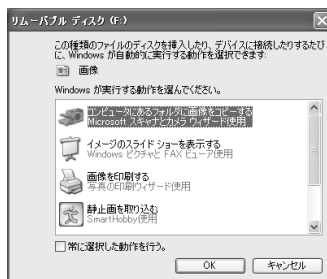 リムーバブル ディスク (F:)
この種類のファイルのディスクを挿入したり、デバイスに接続したりするたび
に、Windows が自動的に実行する動作を選択できます:
画像
Windows が実行する動作を選んでください。
コンピュータにあるフォルダに画像をコピーする
Microsoft スキャナとカメラ ウィザード使用
イメージのスライド ショーを表示する
Windows ピクチャと FAX ビューア使用
画像を印刷する
写真の印刷ウィザード使用
静止画を取り込む
SmartHobby使用
常に選択した動作を行う。
OK
キャンセル